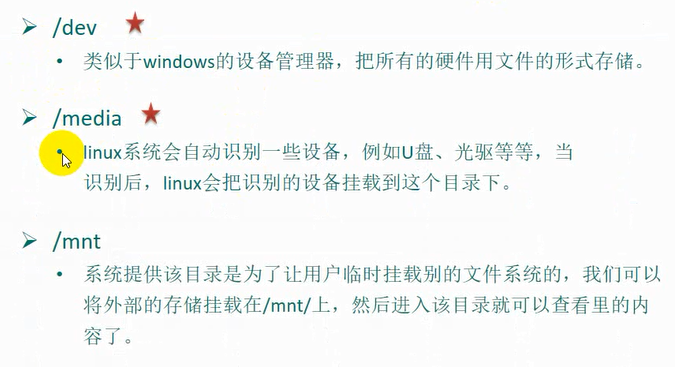 /dev
类似于windows的设备管理器，把所有的硬件用文件的形式存储。
/media
linux系统会自动识别一些设备，例如U盘、光驱等等，当
识别后，linux会把识别的设备挂载到这个目录下。
/mnt
系统提供该目录是为了让用户临时挂载别的文件系统的，我们可以
将外部的存储挂载在/mnt/上，然后进入该目录就可以查看里的内
容了。